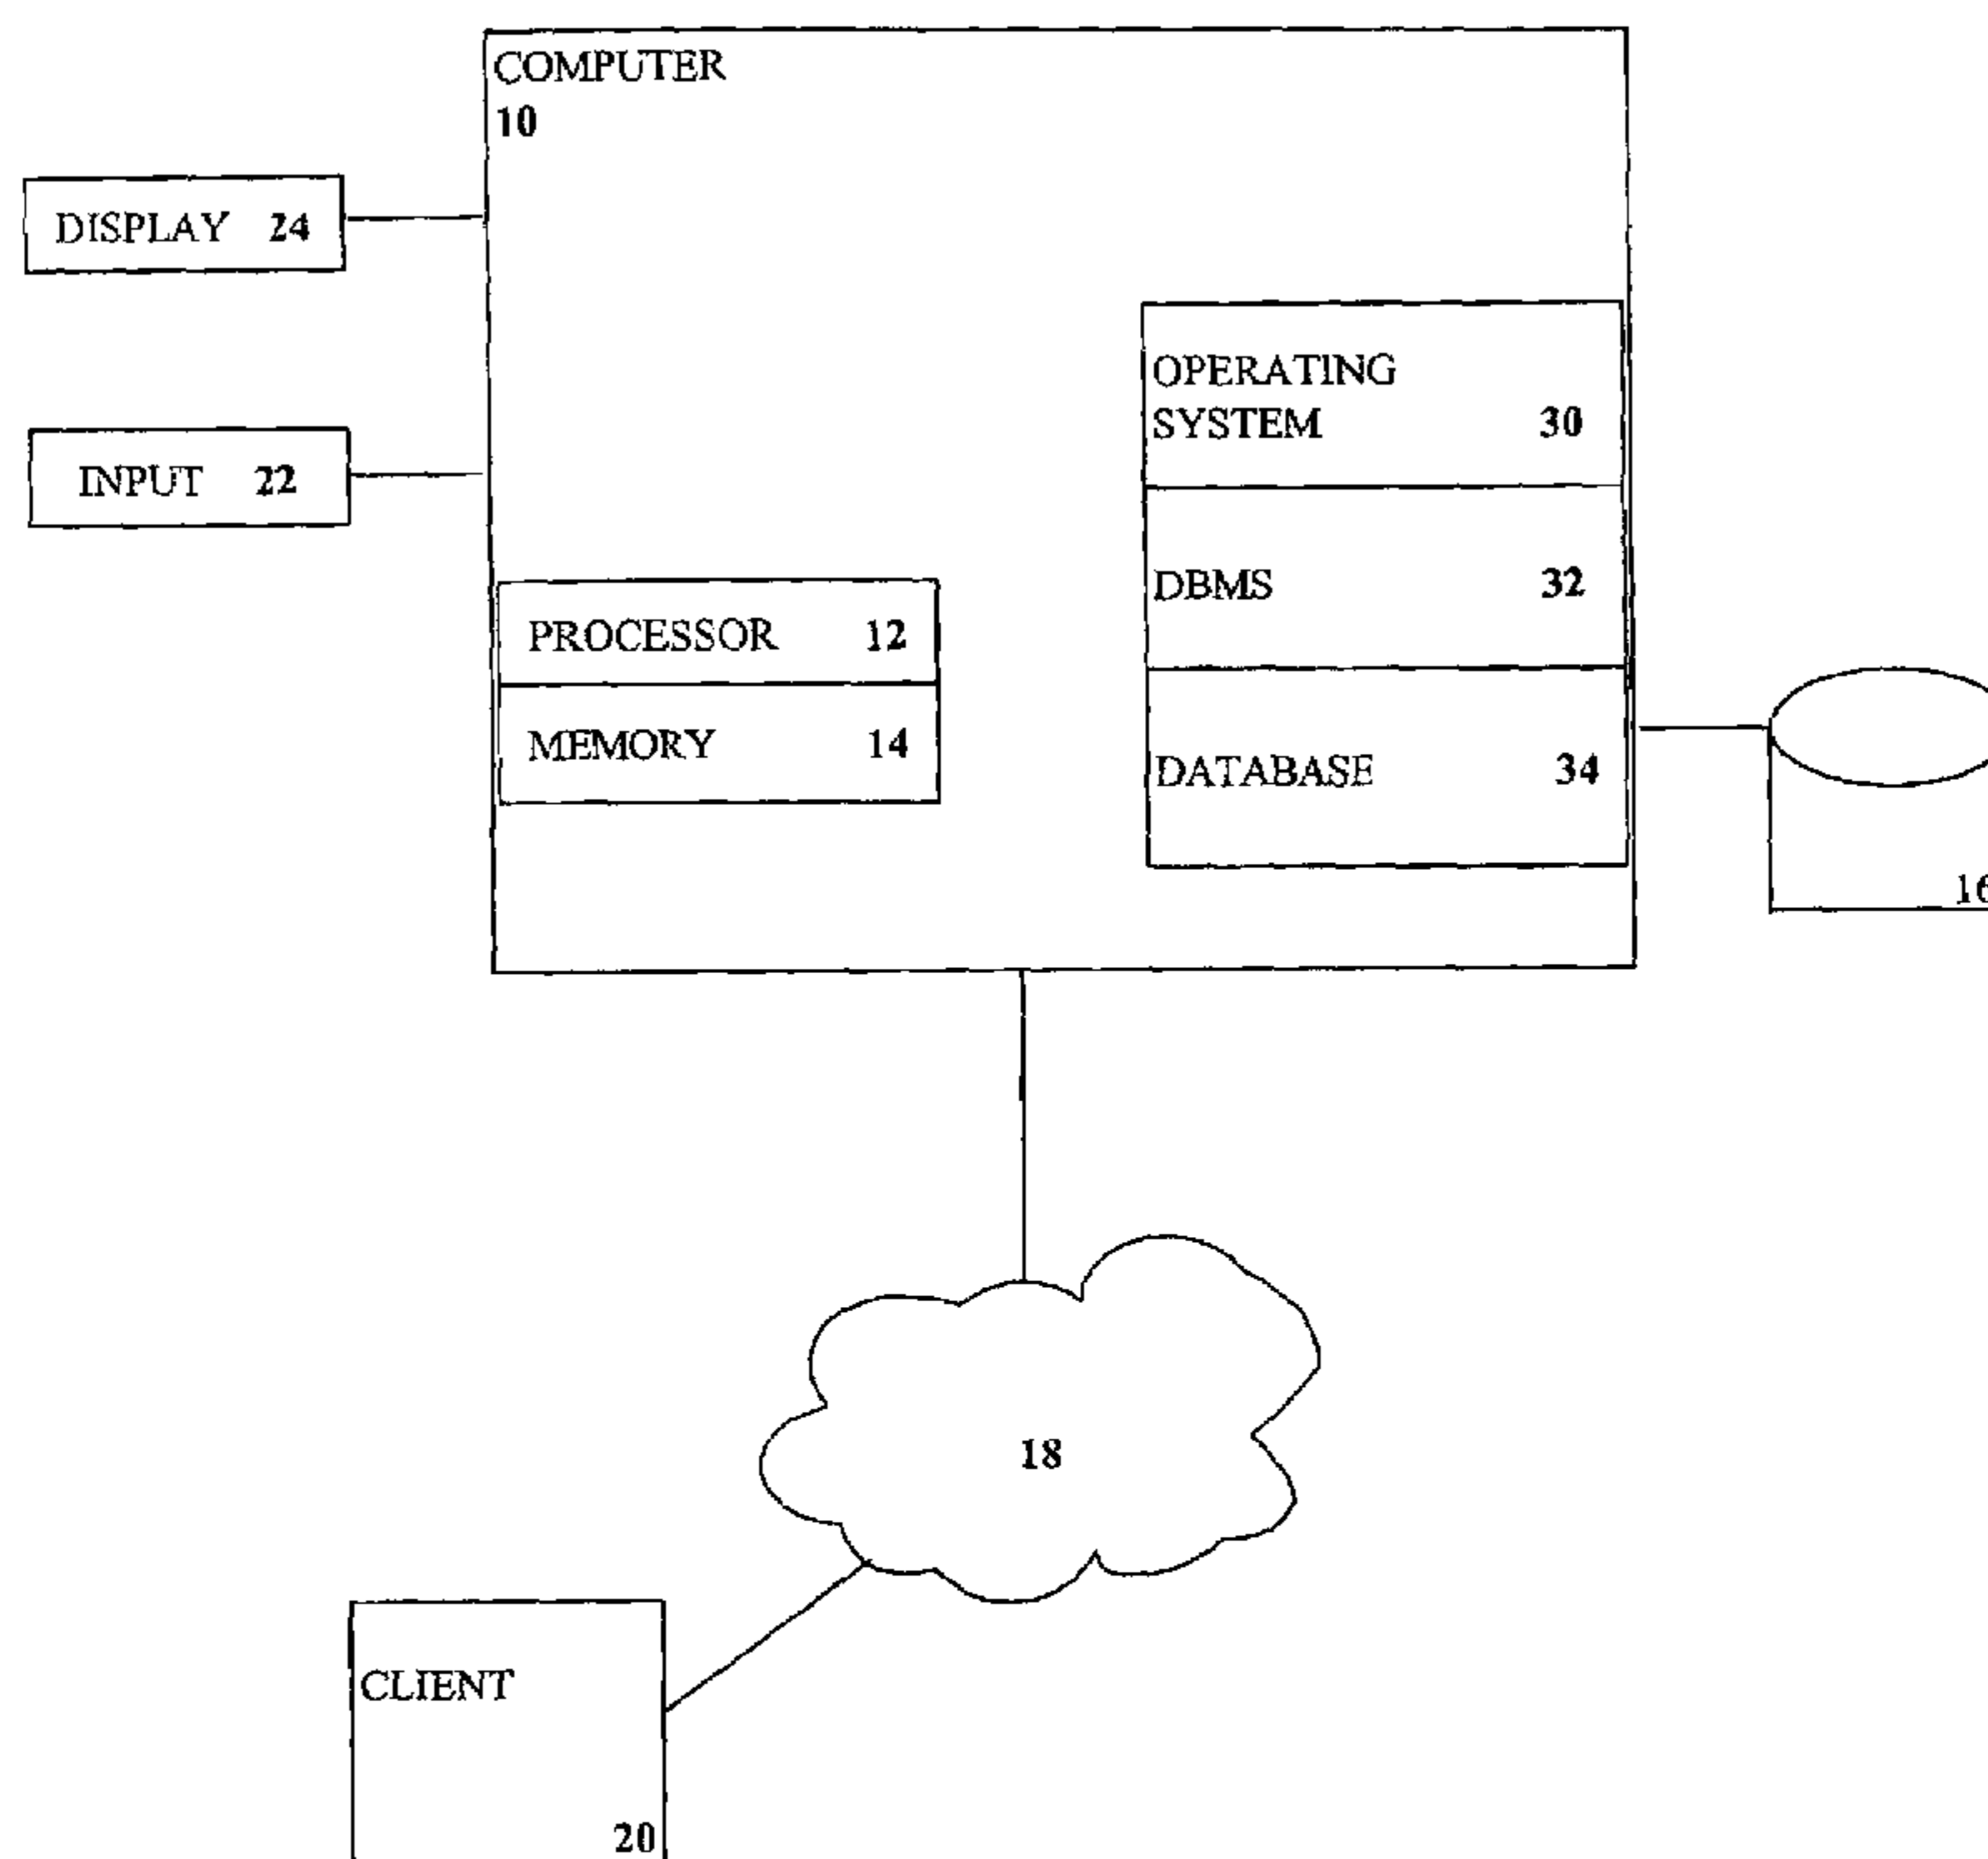 COMPUTER
10
DISPLAY 24
OPERATING
SYSTEM 30
INPUT 22
DBMS 32
PROCESSOR 12
MEMORY 14
DATABASE 34
16
18
CLIENT
20